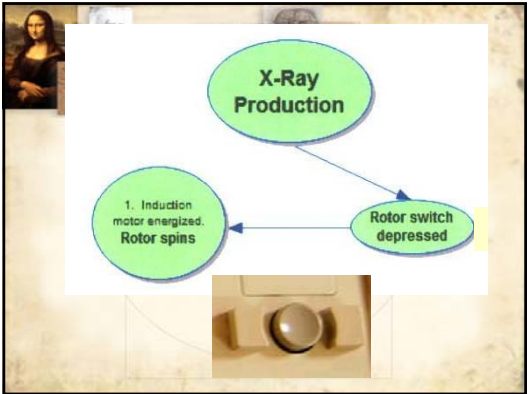 X-Ray
Production
Rotor switch
depressed
1. Induction
motor energized.
Rotor spins